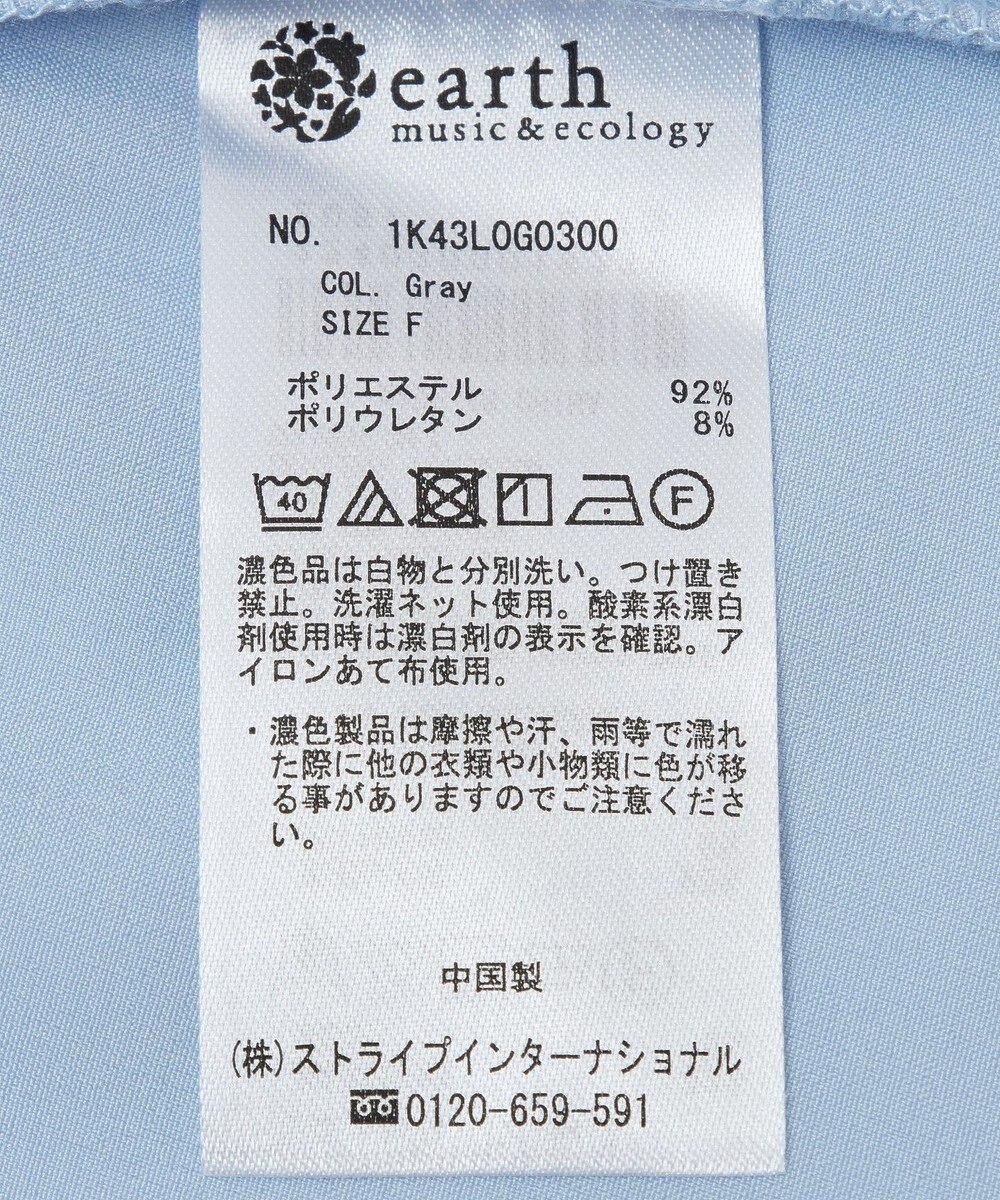 earth
music&ecology
NO. 1K43L0G0300
COL. Gray
SIZE F
ポリエステル 92%
ポリウレタン 8%
40 F
濃色品は白物と分別洗い。つけ置き
禁止。洗濯ネット使用。酸素系漂白
剤使用時は漂白剤の表示を確認。ア
イロンあて布使用。
・濃色製品は摩擦や汗、雨等で濡れ
た際に他の衣類や小物類に色が移
る事がありますのでご注意くださ
い。
中国製
(株)ストライプインターナショナル
0120-659-591